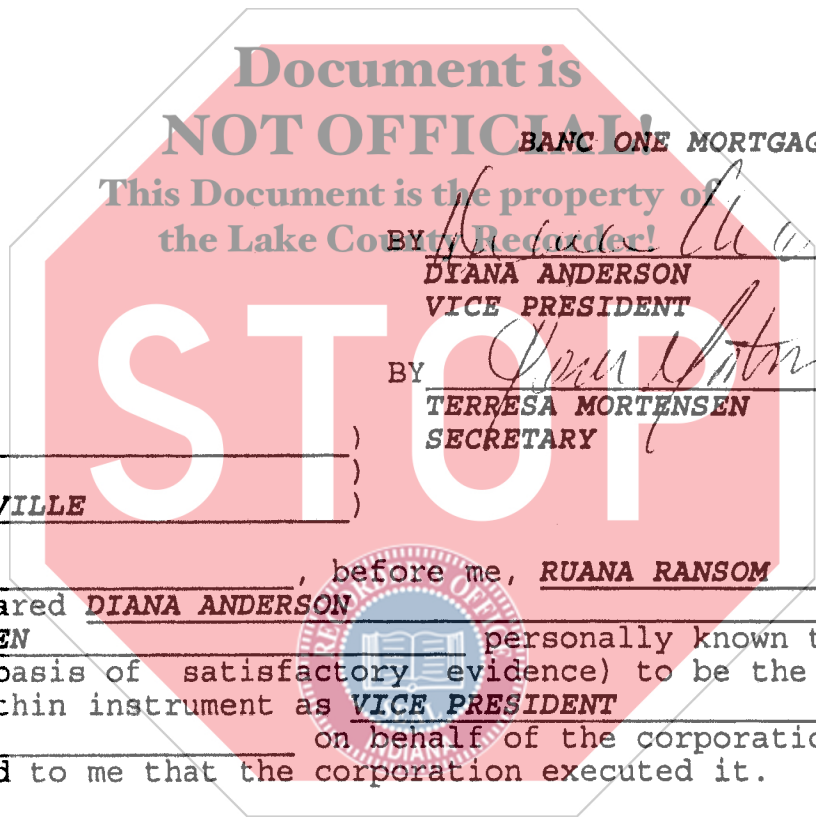 Document is
NOT OFFICIAL!
BANC ONE MORTGAG
This Document is the property of
the Lake County Recorder!
BY
DIANA ANDERSON
VICE PRESIDENT
BY
TERRESA MORTENSEN
SECRETARY
STOP
)
)
VILLE )
, before me, RUANA RANSOM
ared DIANA ANDERSON
EN personally known t
basis of satisfactory evidence) to be the
thin instrument as VICE PRESIDENT
on behalf of the corporatio
d to me that the corporation executed it.